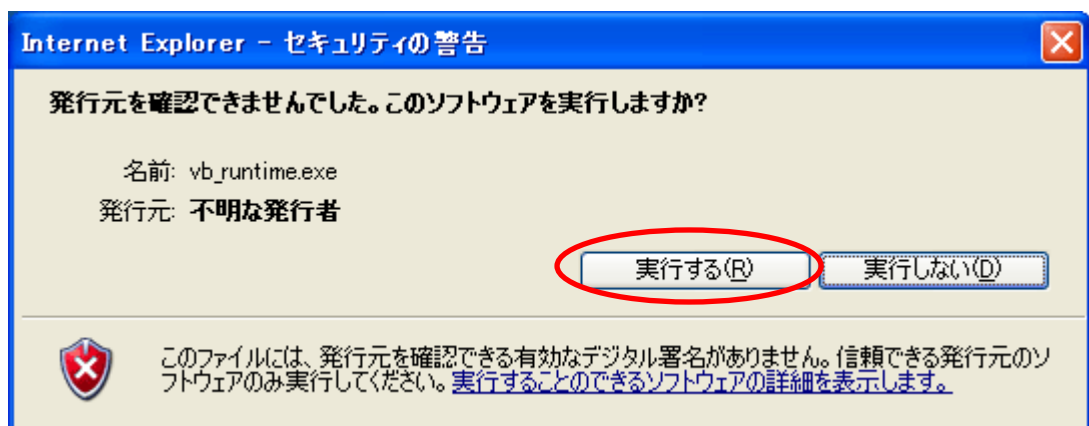 Internet Explorer - セキュリティの警告
発行元を確認できませんでした。このソフトウェアを実行しますか?
名前: vb_runtime.exe
発行元: 不明な発行者
実行する(R) 実行しない(D)
このファイルには、発行元を確認できる有効なデジタル署名がありません。信頼できる発行元のソ
フトウェアのみ実行してください。実行することのできるソフトウェアの詳細を表示します。